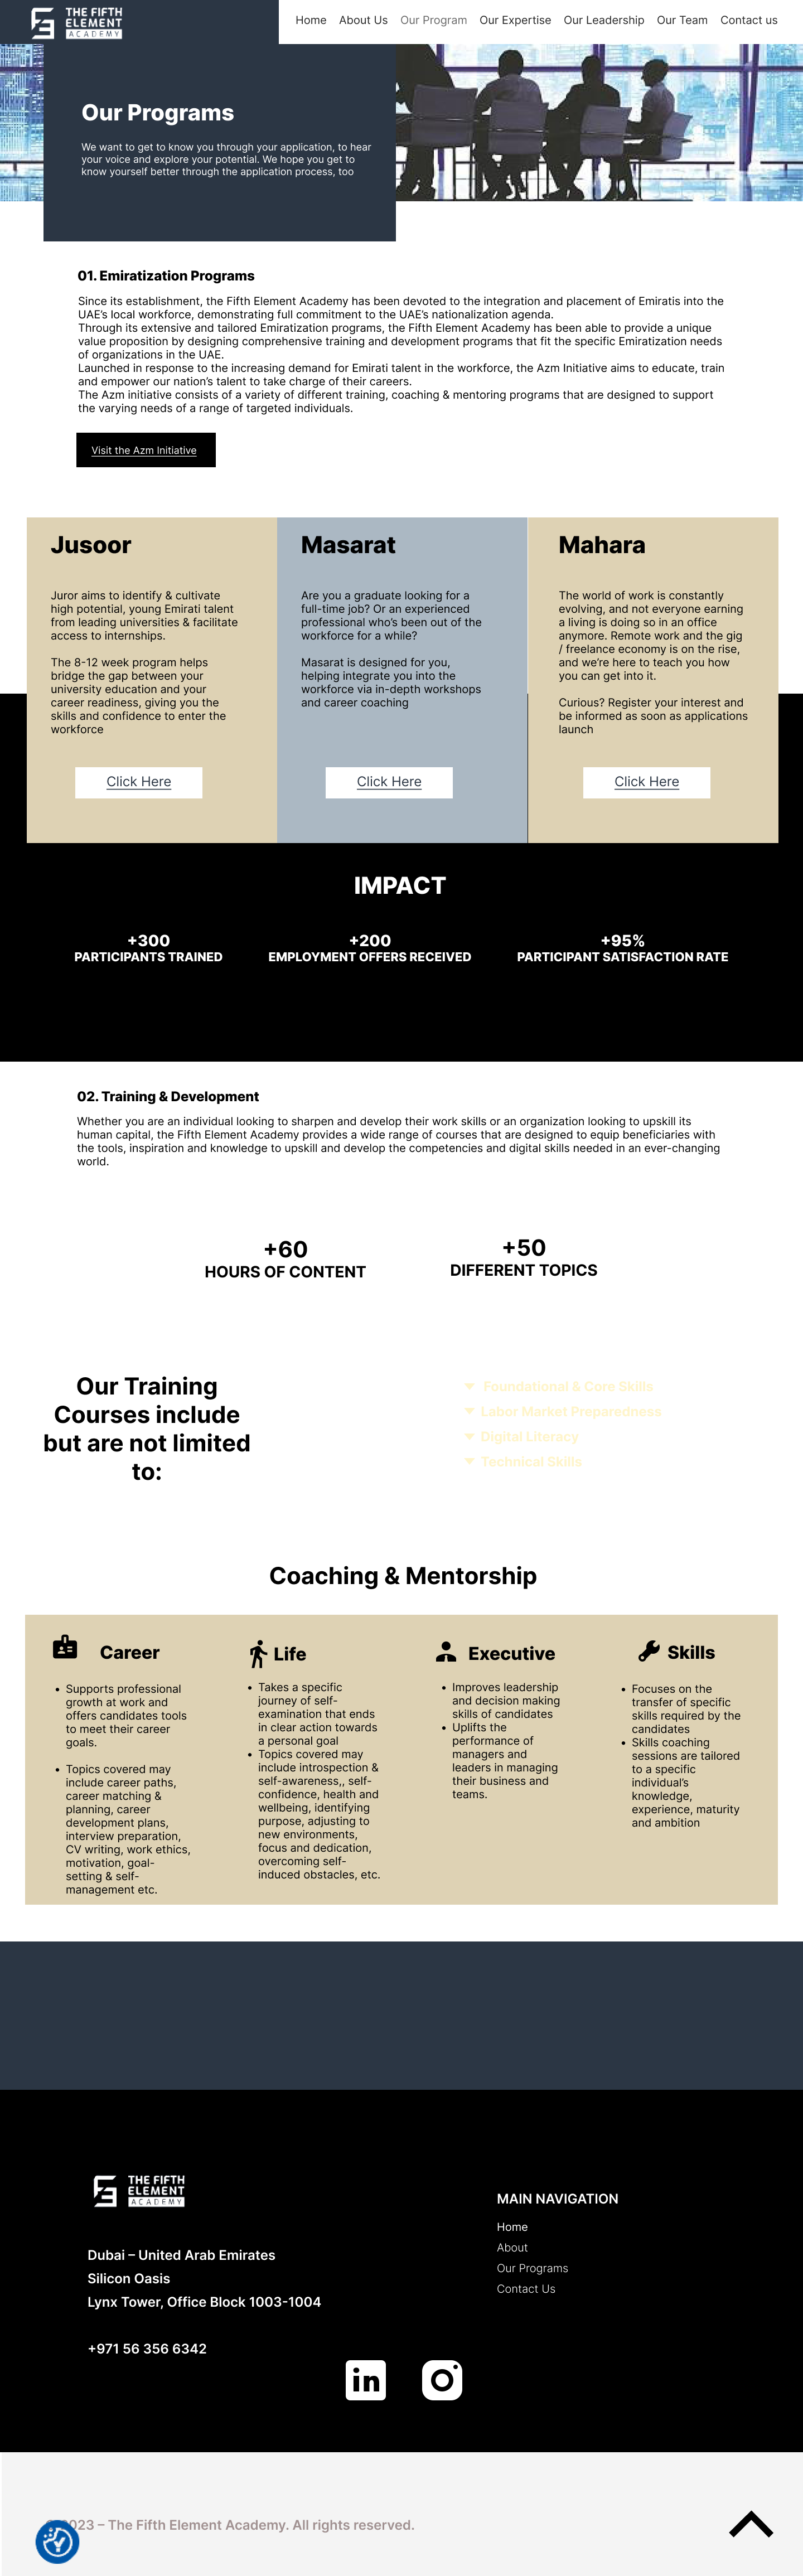 THE FIFTH
ELEMENT
ACADEMY
Home About Us Our Program Our Expertise Our Leadership Our Team Contact us
Our Programs
We want to get to know you through your application, to hear
your voice and explore your potential. We hope you get to
know yourself better through the application process, too
01. Emiratization Programs
Since its establishment, the Fifth Element Academy has been devoted to the integration and placement of Emiratis into the
UAE’s local workforce, demonstrating full commitment to the UAE’s nationalization agenda.
Through its extensive and tailored Emiratization programs, the Fifth Element Academy has been able to provide a unique
value proposition by designing comprehensive training and development programs that fit the specific Emiratization needs
of organizations in the UAE.
Launched in response to the increasing demand for Emirati talent in the workforce, the Azm Initiative aims to educate, train
and empower our nation’s talent to take charge of their careers.
The Azm initiative consists of a variety of different training, coaching & mentoring programs that are designed to support
the varying needs of a range of targeted individuals.
Visit the Azm Initiative
Jusoor
Juror aims to identify & cultivate
high potential, young Emirati talent
from leading universities & facilitate
access to internships.
The 8-12 week program helps
bridge the gap between your
university education and your
career readiness, giving you the
skills and confidence to enter the
workforce
Click Here
Masarat
Are you a graduate looking for a
full-time job? Or an experienced
professional who’s been out of the
workforce for a while?
Masarat is designed for you,
helping integrate you into the
workforce via in-depth workshops
and career coaching
Click Here
Mahara
The world of work is constantly
evolving, and not everyone earning
a living is doing so in an office
anymore. Remote work and the gig
/ freelance economy is on the rise,
and we’re here to teach you how
you can get into it.
Curious? Register your interest and
be informed as soon as applications
launch
Click Here
IMPACT
+300
PARTICIPANTS TRAINED
+200
EMPLOYMENT OFFERS RECEIVED
+95%
PARTICIPANT SATISFACTION RATE
02. Training & Development
Whether you are an individual looking to sharpen and develop their work skills or an organization looking to upskill its
human capital, the Fifth Element Academy provides a wide range of courses that are designed to equip beneficiaries with
the tools, inspiration and knowledge to upskill and develop the competencies and digital skills needed in an ever-changing
world.
+60
HOURS OF CONTENT
+50
DIFFERENT TOPICS
Our Training
Courses include
but are not limited
to:
Foundational & Core Skills
Labor Market Preparedness
Digital Literacy
Technical Skills
Coaching & Mentorship
Career
• Supports professional
growth at work and
offers candidates tools
to meet their career
goals.
• Topics covered may
include career paths,
career matching &
planning, career
development plans,
interview preparation,
CV writing, work ethics,
motivation, goal-
setting & self-
management etc.
Life
• Takes a specific
journey of self-
examination that ends
in clear action towards
a personal goal
• Topics covered may
include introspection &
self-awareness,, self-
confidence, health and
wellbeing, identifying
purpose, adjusting to
new environments,
focus and dedication,
overcoming self-
induced obstacles, etc.
Executive
• Improves leadership
and decision making
skills of candidates
• Uplifts the
performance of
managers and
leaders in managing
their business and
teams.
Skills
• Focuses on the
transfer of specific
skills required by the
candidates
• Skills coaching
sessions are tailored
to a specific
individual’s
knowledge,
experience, maturity
and ambition
THE FIFTH
ELEMENT
ACADEMY
Dubai – United Arab Emirates
Silicon Oasis
Lynx Tower, Office Block 1003-1004
+971 56 356 6342
MAIN NAVIGATION
Home
About
Our Programs
Contact Us
in
023 – The Fifth Element Academy. All rights reserved.